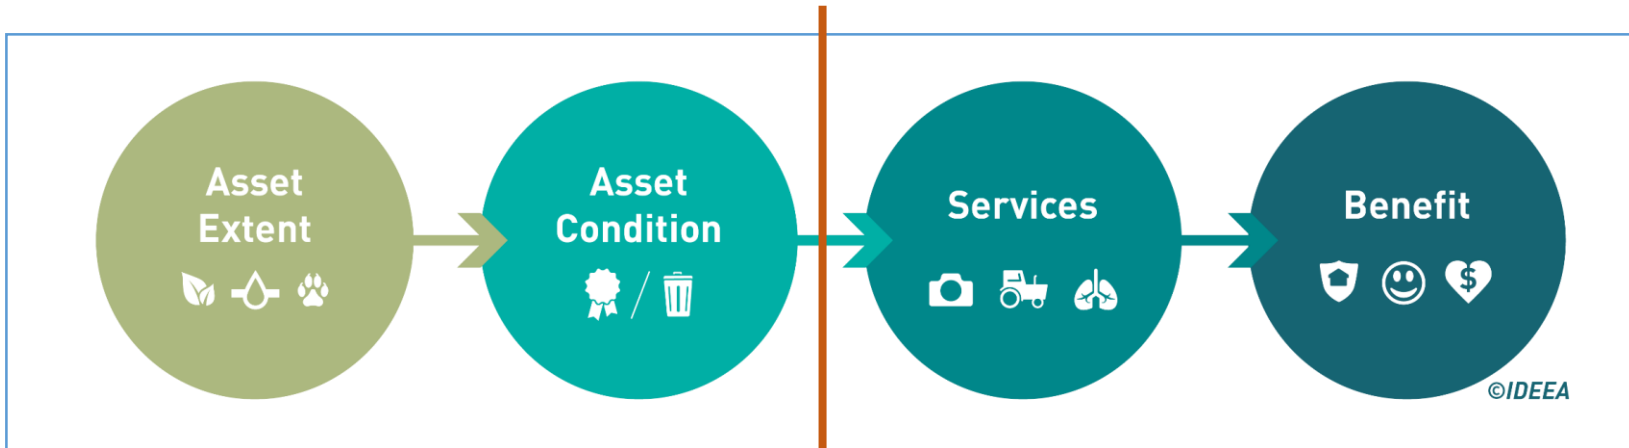 Asset
Extent
Asset
Condition
Services
Benefit
$
©IDEEA